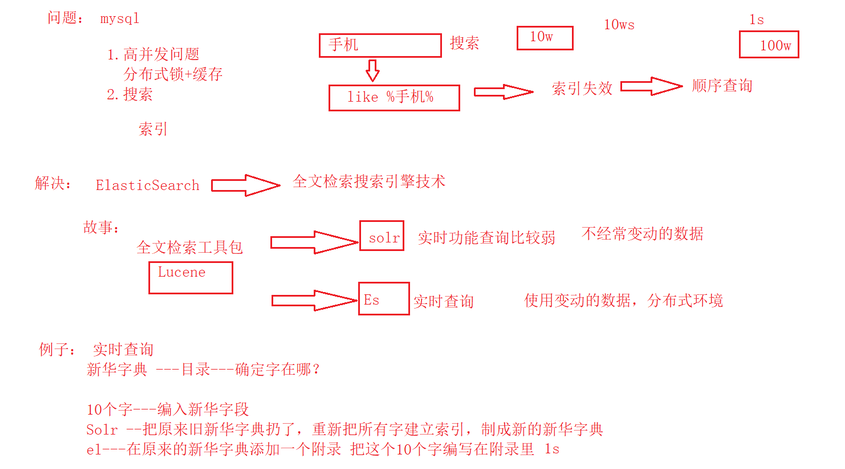 问题： mysql
10ws
1s
1.高并发问题
手机
搜索
10w
100w
分布式锁+缓存
2.搜索
like %手机%
索引失效
顺序查询
索引
解决： ElasticSearch
全文检索搜索引擎技术
故事：
全文检索工具包
solr
实时功能查询比较弱
不经常变动的数据
Lucene
Es
实时查询
使用变动的数据，分布式环境
例子： 实时查询
新华字典 ---目录---确定字在哪？
10个字---编入新华字段
Solr --把原来旧新华字典扔了，重新把所有字建立索引，制成新的新华字典
el---在原来的新华字典添加一个附录 把这个10个字编写在附录里 1s